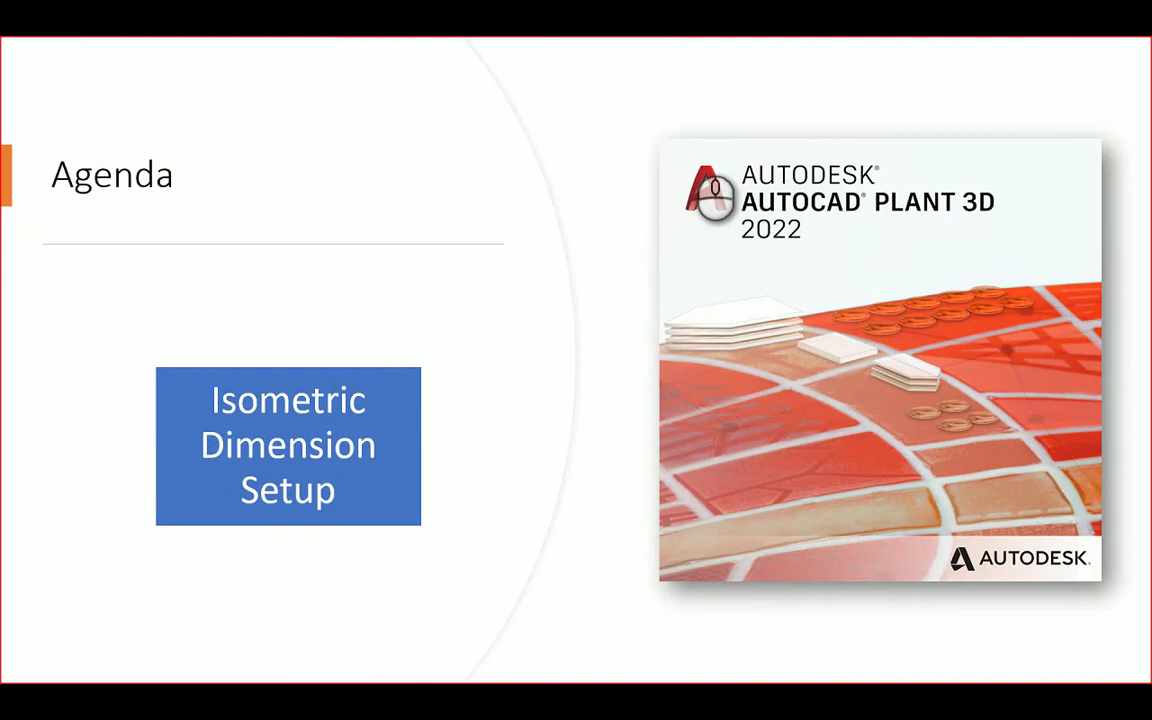 Agenda
Isometric
Dimension
Setup
AUTODESK®
AUTOCAD® PLANT 3D
2022
AUTODESK.